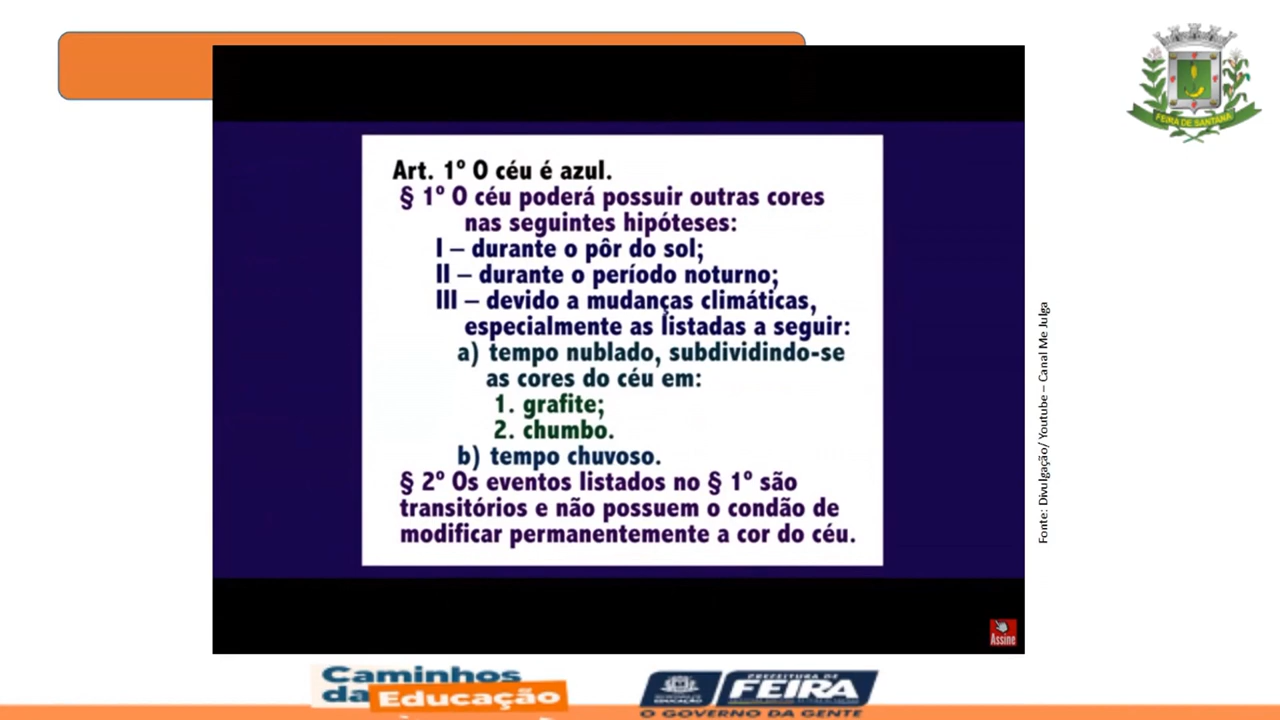 FEIRA DE SANTANA
Art. 1º O céu é azul.
§ 1º O céu poderá possuir outras cores
nas seguintes hipóteses:
I – durante o pôr do sol;
II – durante o período noturno;
III – devido a mudanças climáticas,
especialmente as listadas a seguir:
a) tempo nublado, subdividindo-se
as cores do céu em:
1. grafite;
2. chumbo.
b) tempo chuvoso.
§ 2º Os eventos listados no § 1º são
transitórios e não possuem o condão de
modificar permanentemente a cor do céu.
Fonte: Divulgação/ Youtube – Canal Me Julga
Assine
Caminhos
da Educação
PREFEITURA DE
FEIRA
O GOVERNO DA GENTE